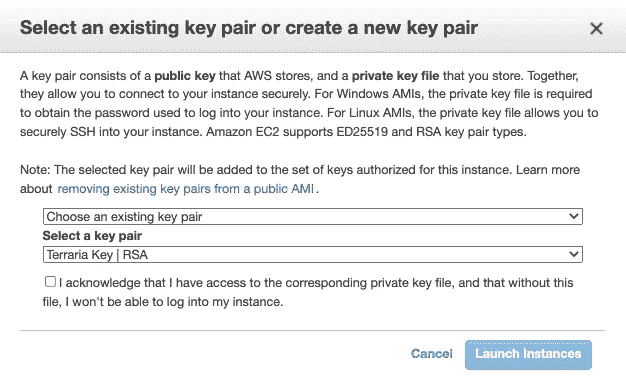 Select an existing key pair or create a new key pair
A key pair consists of a public key that AWS stores, and a private key file that you store. Together,
they allow you to connect to your instance securely. For Windows AMIs, the private key file is required
to obtain the password used to log into your instance. For Linux AMIs, the private key file allows you to
securely SSH into your instance. Amazon EC2 supports ED25519 and RSA key pair types.
Note: The selected key pair will be added to the set of keys authorized for this instance. Learn more
about removing existing key pairs from a public AMI.
Choose an existing key pair
Select a key pair
Terraria Key | RSA
I acknowledge that I have access to the corresponding private key file, and that without this
file, I won't be able to log into my instance.
Cancel Launch Instances